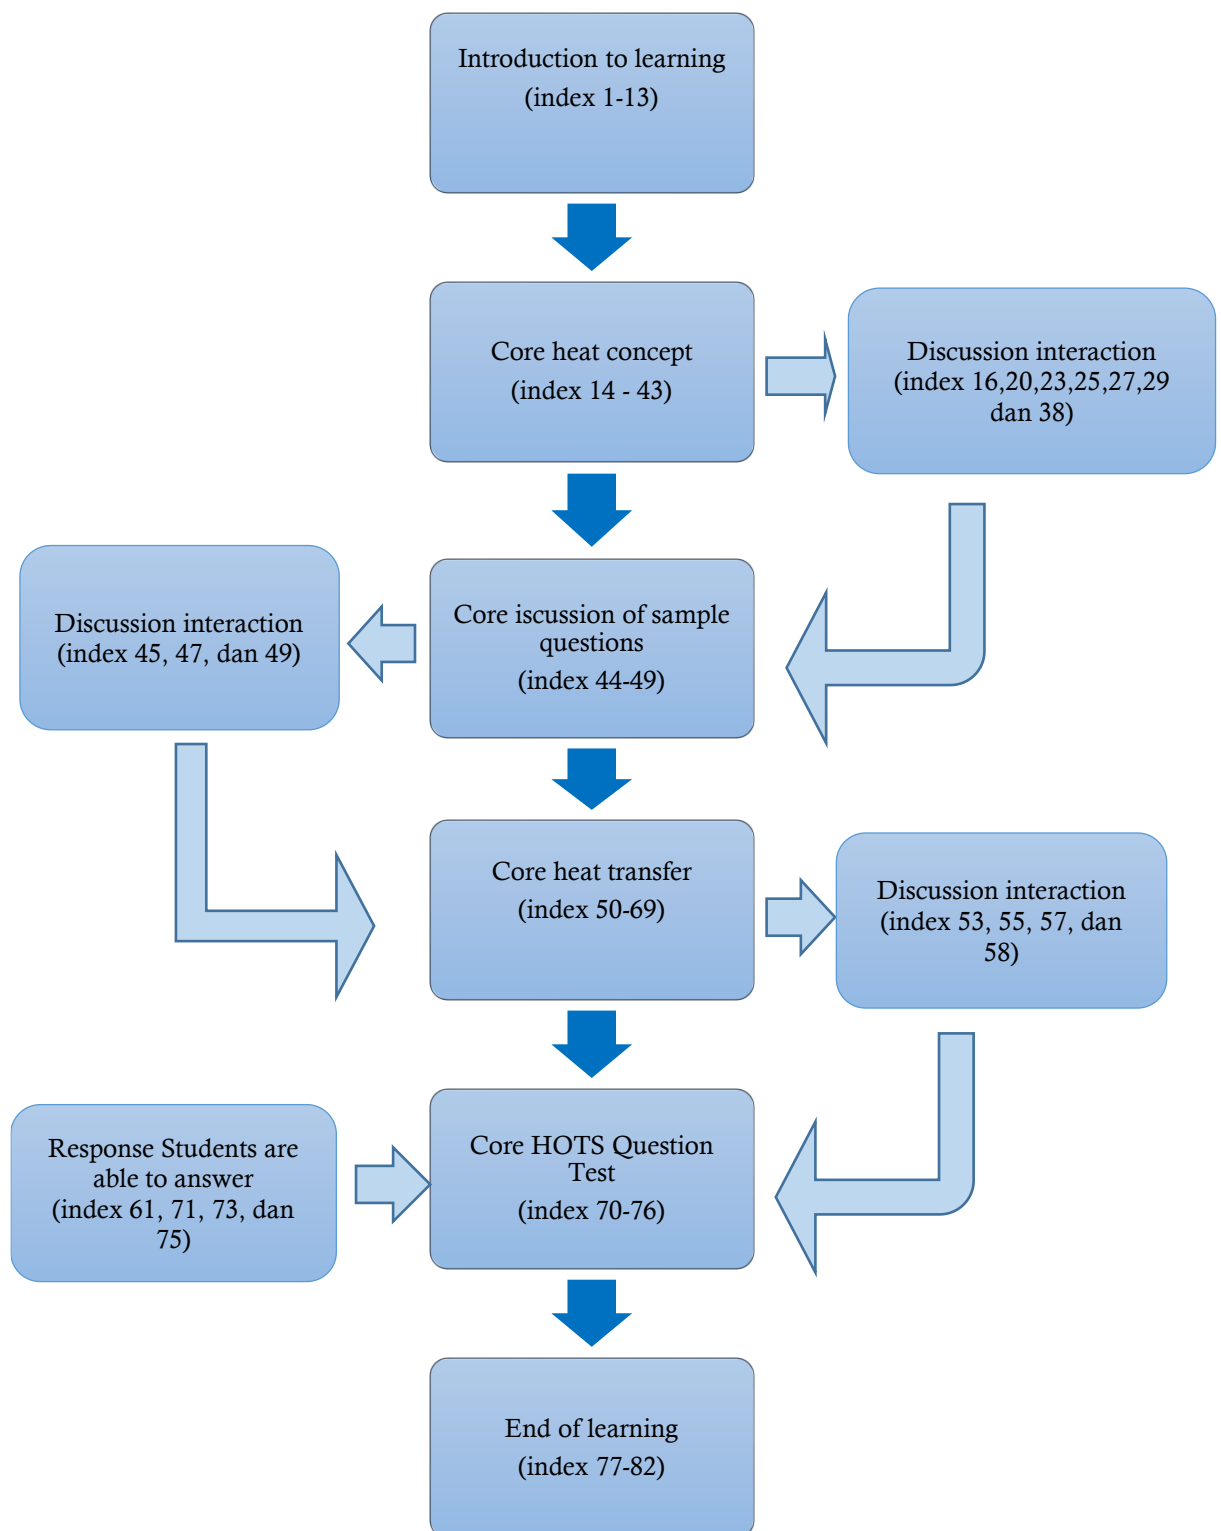 Introduction to learning
(index 1-13)
Core heat concept
(index 14 - 43)
Discussion interaction
(index 16,20,23,25,27,29
dan 38)
Core iscussion of sample
questions
(index 44-49)
Discussion interaction
(index 45, 47, dan 49)
Core heat transfer
(index 50-69)
Discussion interaction
(index 53, 55, 57, dan
58)
Core HOTS Question
Test
(index 70-76)
Response Students are
able to answer
(index 61, 71, 73, dan
75)
End of learning
(index 77-82)